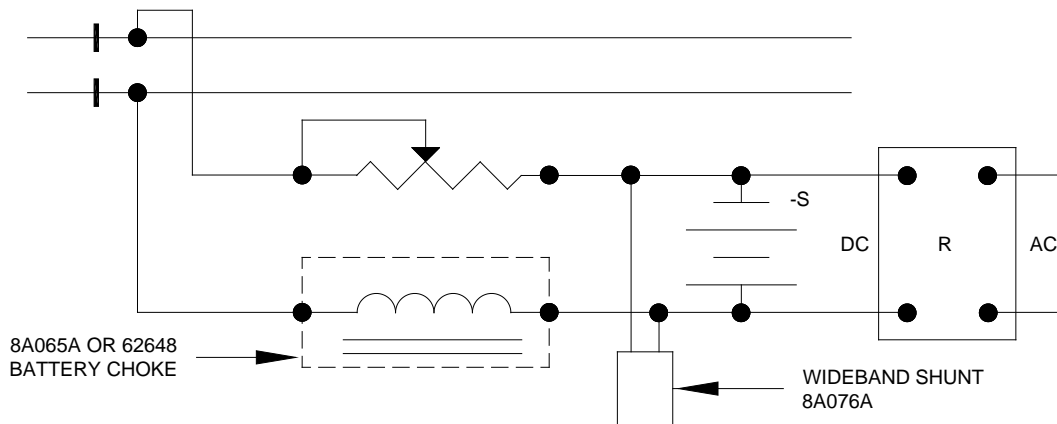 -S
DC
R
AC
8A065A OR 62648
BATTERY CHOKE
WIDEBAND SHUNT
8A076A